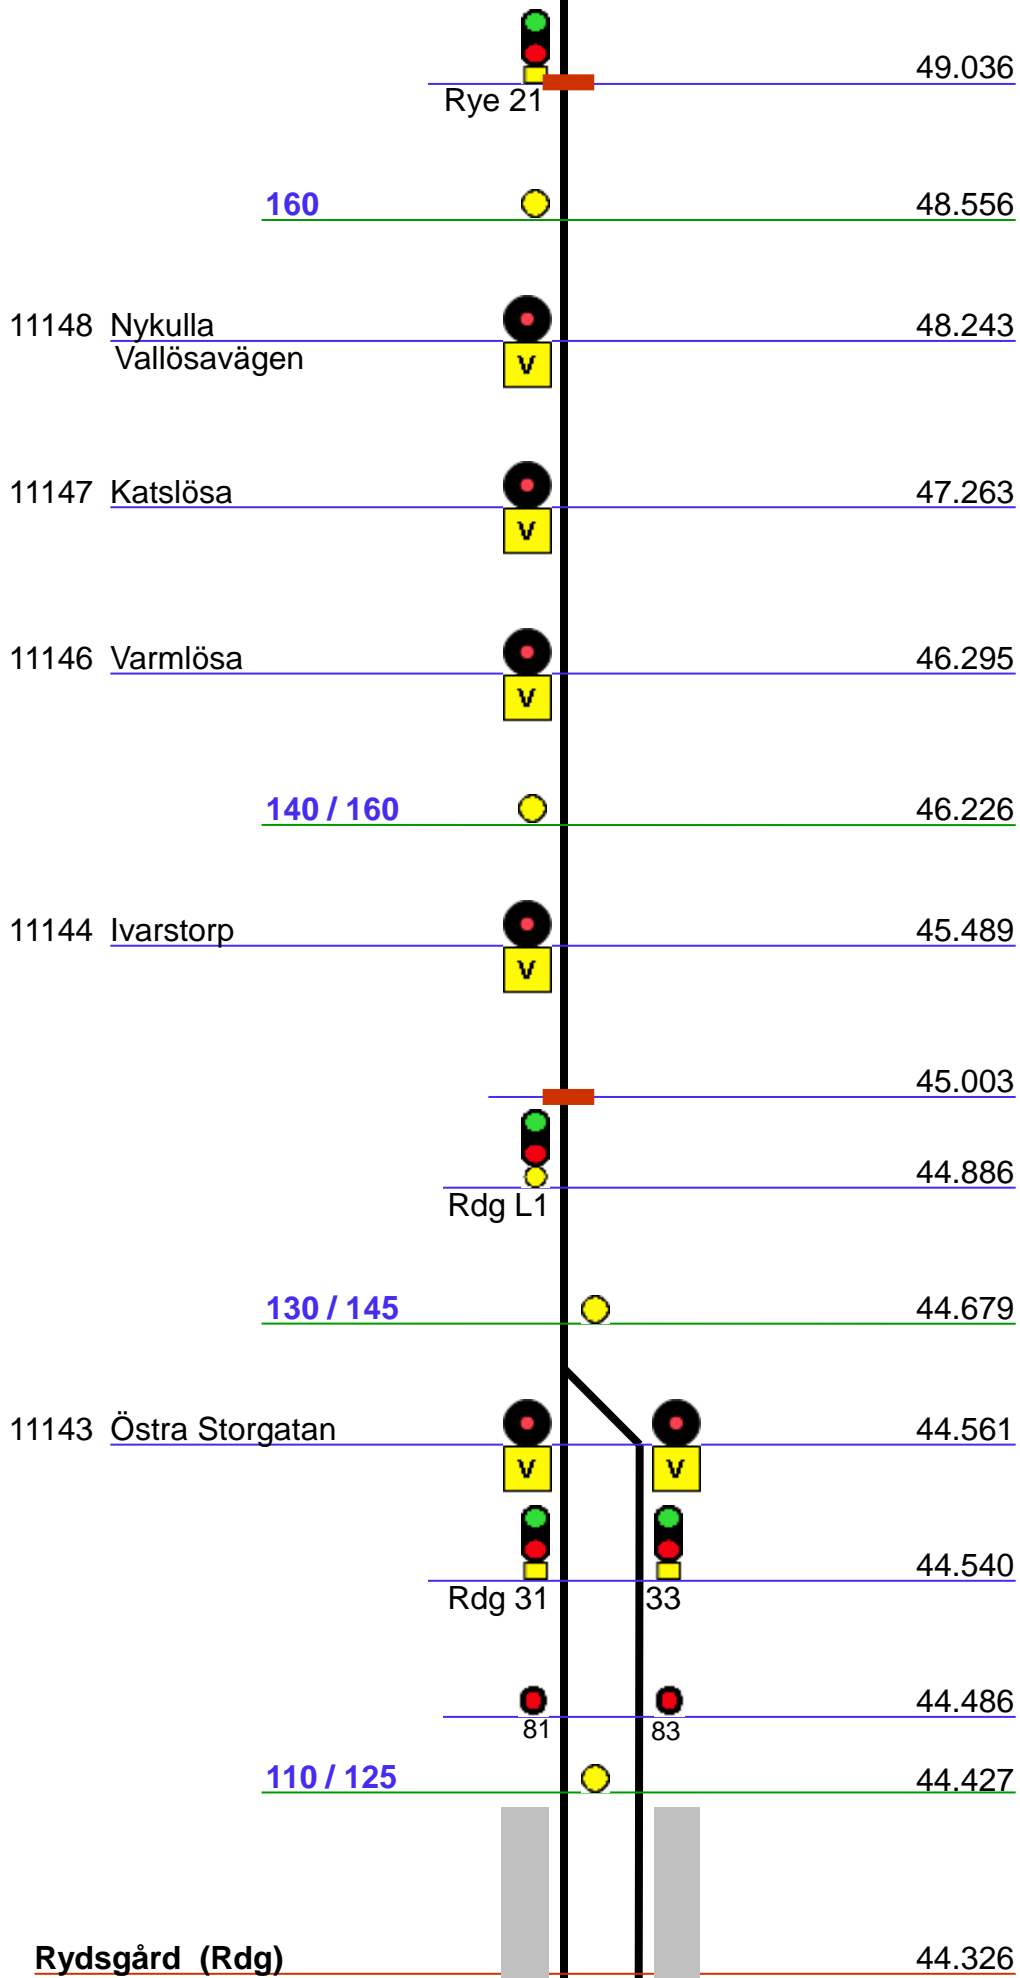 49.036
Rye 21
160 48.556
11148 Nykulla 48.243
Vallösavägen
V
11147 Katslösa 47.263
V
11146 Varmlösa 46.295
V
140 / 160 46.226
11144 Ivarstorp 45.489
V
45.003
44.886
Rdg L1
130 / 145 44.679
11143 Östra Storgatan 44.561
V V
44.540
Rdg 31 33
44.486
81 83
110 / 125 44.427
Rydsgård (Rdg) 44.326